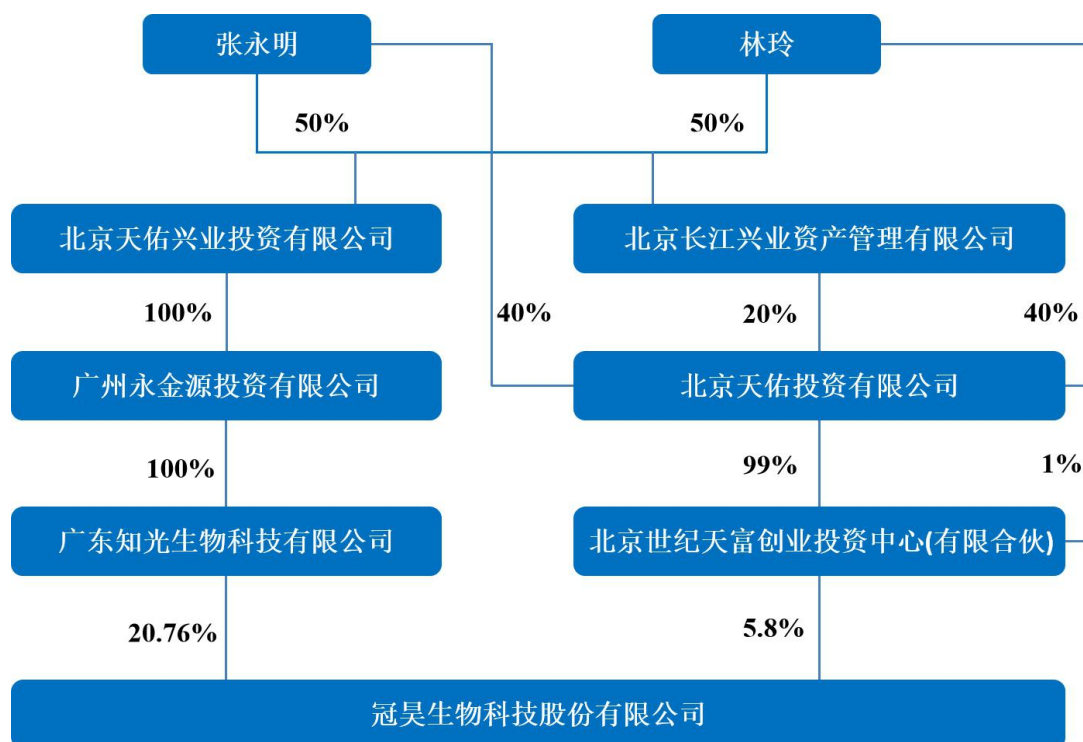 张永明
林玲
50%
50%
北京天佑兴业投资有限公司
北京长江兴业资产管理有限公司
100%
40%
20%
40%
广州永金源投资有限公司
北京天佑投资有限公司
100%
99%
1%
广东知光生物科技有限公司
北京世纪天富创业投资中心(有限合伙)
20.76%
5.8%
冠昊生物科技股份有限公司